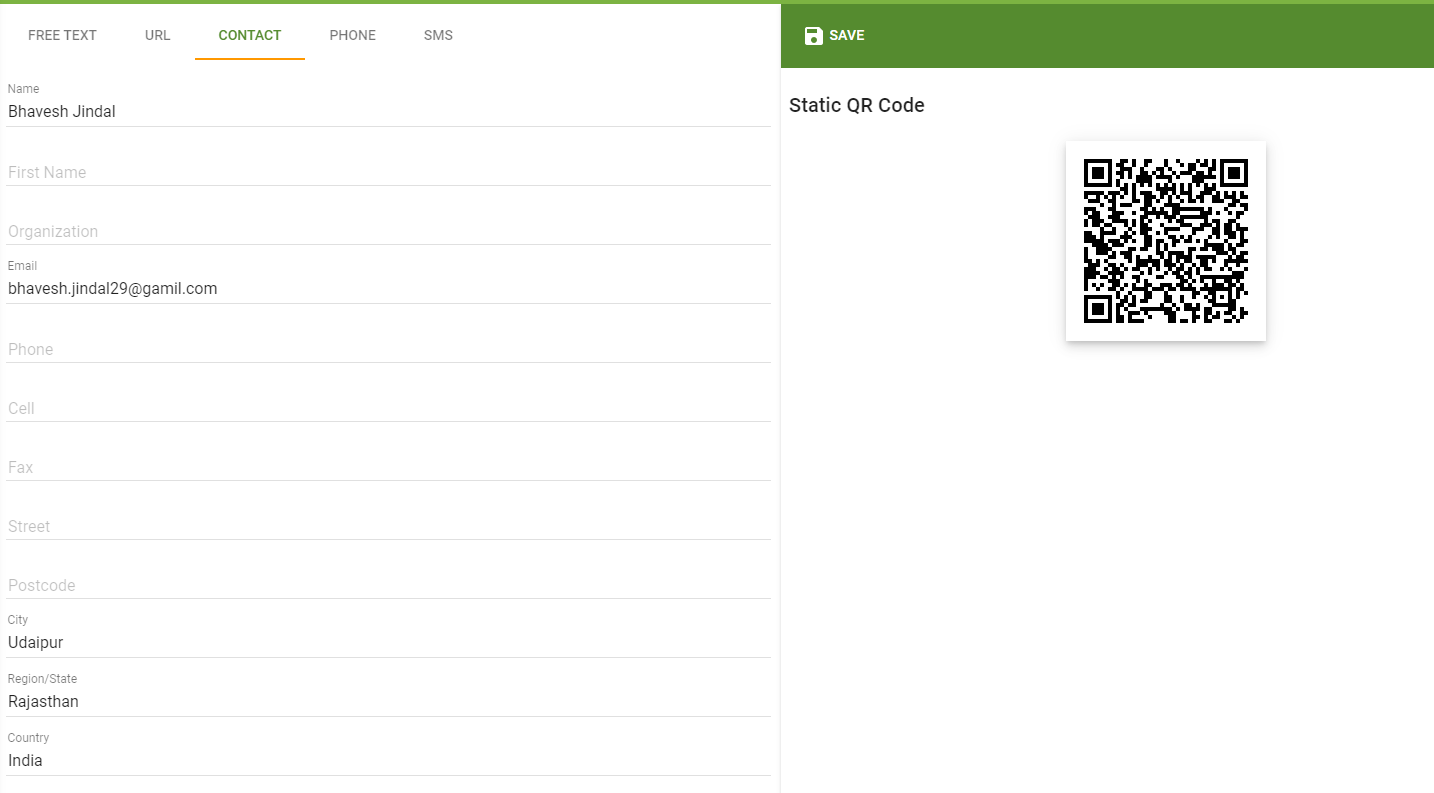 FREE TEXT URL CONTACT PHONE SMS
SAVE
Name
Bhavesh Jindal
First Name
Organization
Email
bhavesh.jindal29@gamil.com
Phone
Cell
Fax
Street
Postcode
City
Udaipur
Region/State
Rajasthan
Country
India
Static QR Code